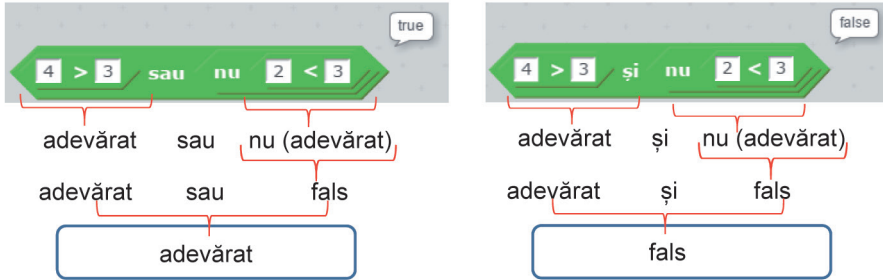 true
4 > 3 sau nu 2 < 3
adevărat sau nu (adevărat)
adevărat sau fals
adevărat
false
4 > 3 și nu 2 < 3
adevărat și nu (adevărat)
adevărat și fals
fals